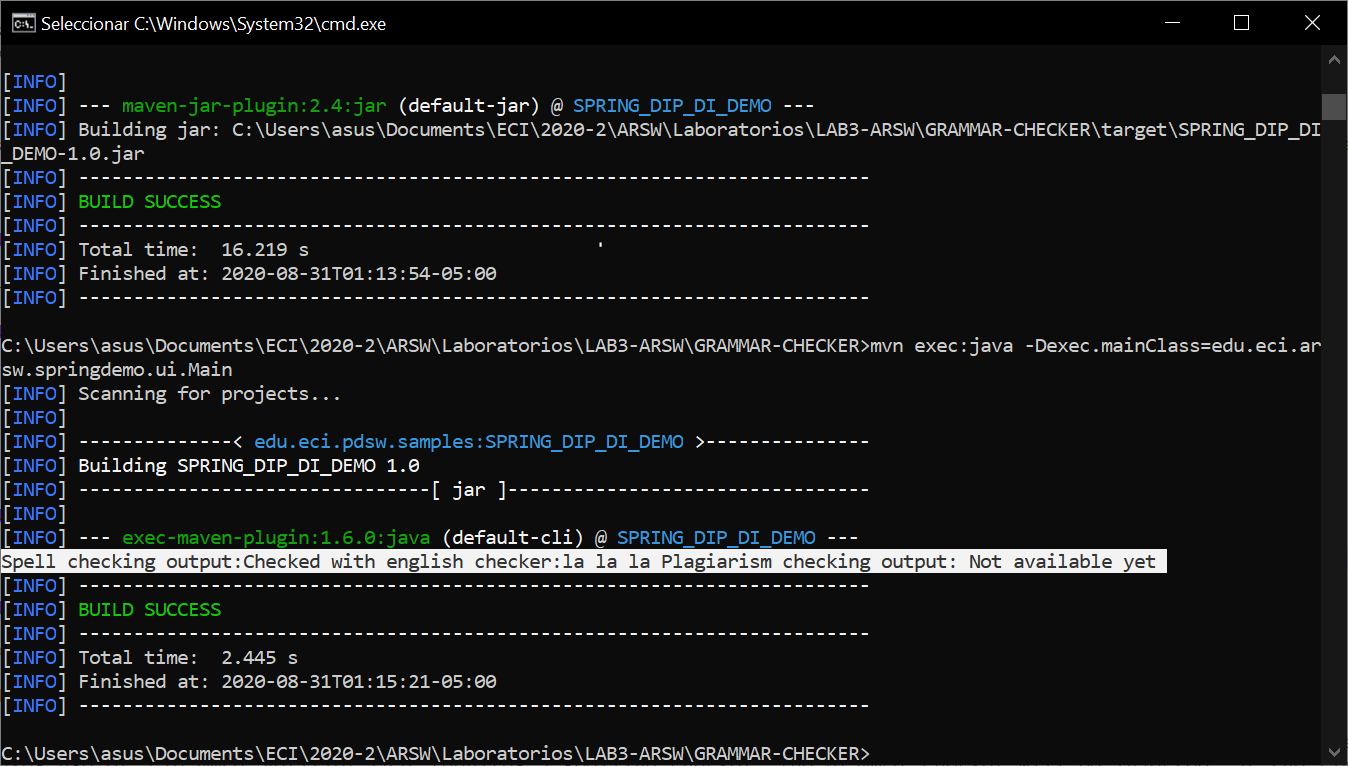 Seleccionar C:\Windows\System32\cmd.exe
[INFO]
[INFO] --- maven-jar-plugin:2.4:jar (default-jar) @ SPRING_DIP_DI_DEMO ---
[INFO] Building jar: C:\Users\asus\Documents\ECI\2020-2\ARSW\Laboratorios\LAB3-ARSW\GRAMMAR-CHECKER\target\SPRING_DIP_DI
_DEMO-1.0.jar
[INFO] ------------------------------------------------------------------------
[INFO] BUILD SUCCESS
[INFO] ------------------------------------------------------------------------
[INFO] Total time:  16.219 s
[INFO] Finished at: 2020-08-31T01:13:54-05:00
[INFO] ------------------------------------------------------------------------
C:\Users\asus\Documents\ECI\2020-2\ARSW\Laboratorios\LAB3-ARSW\GRAMMAR-CHECKER>mvn exec:java -Dexec.mainClass=edu.eci.ar
sw.springdemo.ui.Main
[INFO] Scanning for projects...
[INFO]
[INFO] --------------< edu.eci.pdsw.samples:SPRING_DIP_DI_DEMO >---------------
[INFO] Building SPRING_DIP_DI_DEMO 1.0
[INFO] --------------------------------[ jar ]---------------------------------
[INFO]
[INFO] --- exec-maven-plugin:1.6.0:java (default-cli) @ SPRING_DIP_DI_DEMO ---
Spell checking output:Checked with english checker:la la la Plagiarism checking output: Not available yet
[INFO] ------------------------------------------------------------------------
[INFO] BUILD SUCCESS
[INFO] ------------------------------------------------------------------------
[INFO] Total time:  2.445 s
[INFO] Finished at: 2020-08-31T01:15:21-05:00
[INFO] ------------------------------------------------------------------------
C:\Users\asus\Documents\ECI\2020-2\ARSW\Laboratorios\LAB3-ARSW\GRAMMAR-CHECKER>